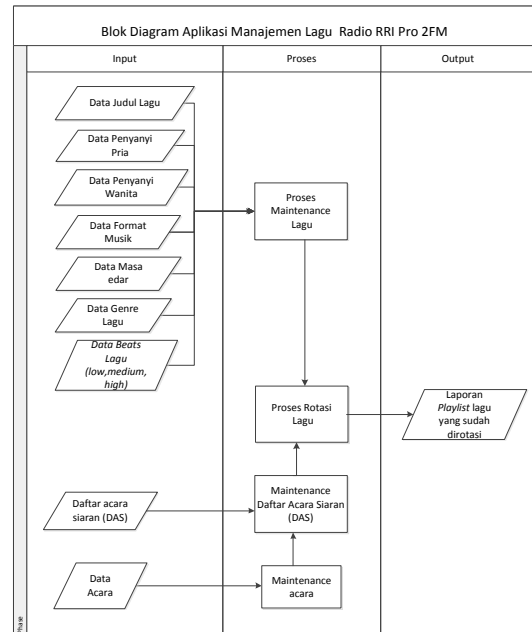 Blok Diagram Aplikasi Manajemen Lagu Radio RRI Pro 2FM
Input
Proses
Output
Data Judul Lagu
Data Penyanyi
Pria
Data Penyanyi
Wanita
Data Format
Musik
Data Masa
edar
Data Genre
Lagu
Data Beats
Lagu
(low,medium,
high)
Proses
Maintenance
Lagu
Proses Rotasi
Lagu
Laporan
Playlist lagu
yang sudah
dirotasi
Daftar acara
siaran (DAS)
Maintenance
Daftar Acara Siaran
(DAS)
Data
Acara
Maintenance
acara
Phase